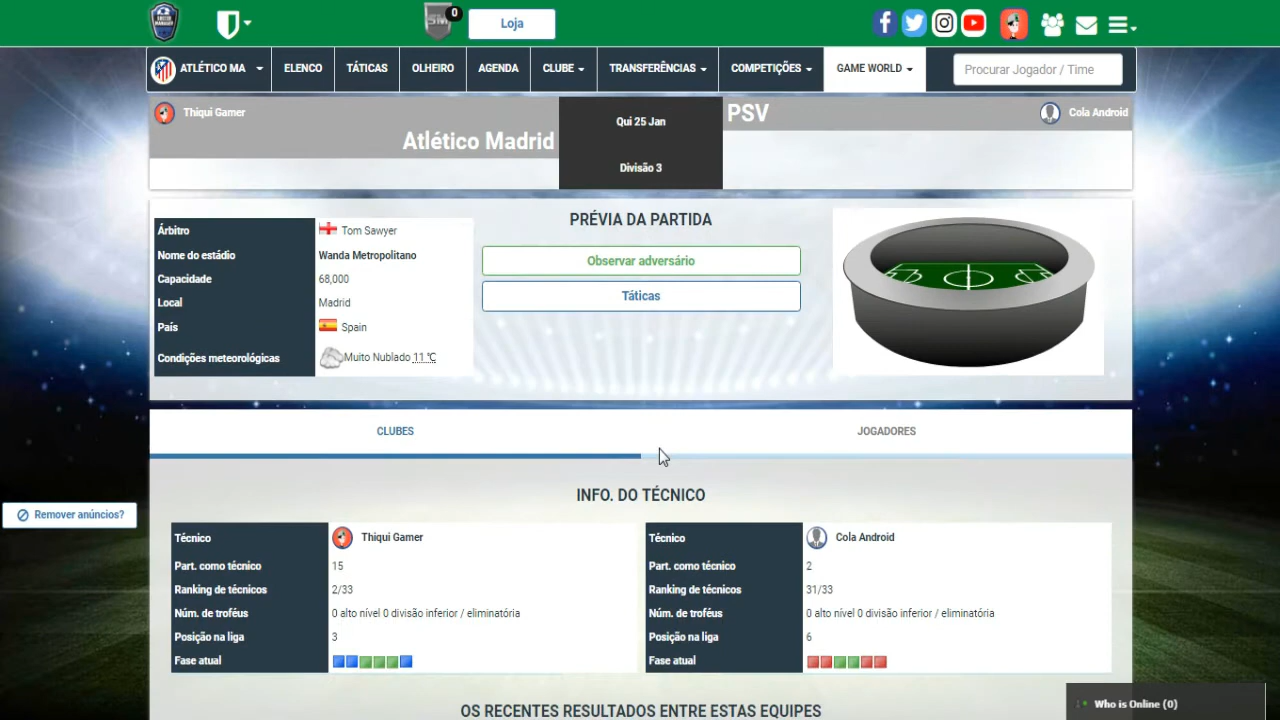 SM 0 Loja
ATLÉTICO MA ELENCO TÁTICAS OLHEIRO AGENDA CLUBE TRANSFERÊNCIAS COMPETIÇÕES GAME WORLD Procurar Jogador / Time
Thiqui Gamer
Atlético Madrid
Qui 25 Jan
Divisão 3
PSV
Cola Android
Árbitro Tom Sawyer
Nome do estádio Wanda Metropolitano
Capacidade 68,000
Local Madrid
País Spain
Condições meteorológicas Muito Nublado 11 °C
PRÉVIA DA PARTIDA
Observar adversário
Táticas
CLUBES JOGADORES
Remover anúncios?
INFO. DO TÉCNICO
Técnico Thiqui Gamer
Part. como técnico 15
Ranking de técnicos 2/33
Núm. de troféus 0 alto nível 0 divisão inferior / eliminatória
Posição na liga 3
Fase atual
Técnico Cola Android
Part. como técnico 2
Ranking de técnicos 31/33
Núm. de troféus 0 alto nível 0 divisão inferior / eliminatória
Posição na liga 6
Fase atual
OS RECENTES RESULTADOS ENTRE ESTAS EQUIPES
Who is Online (0)